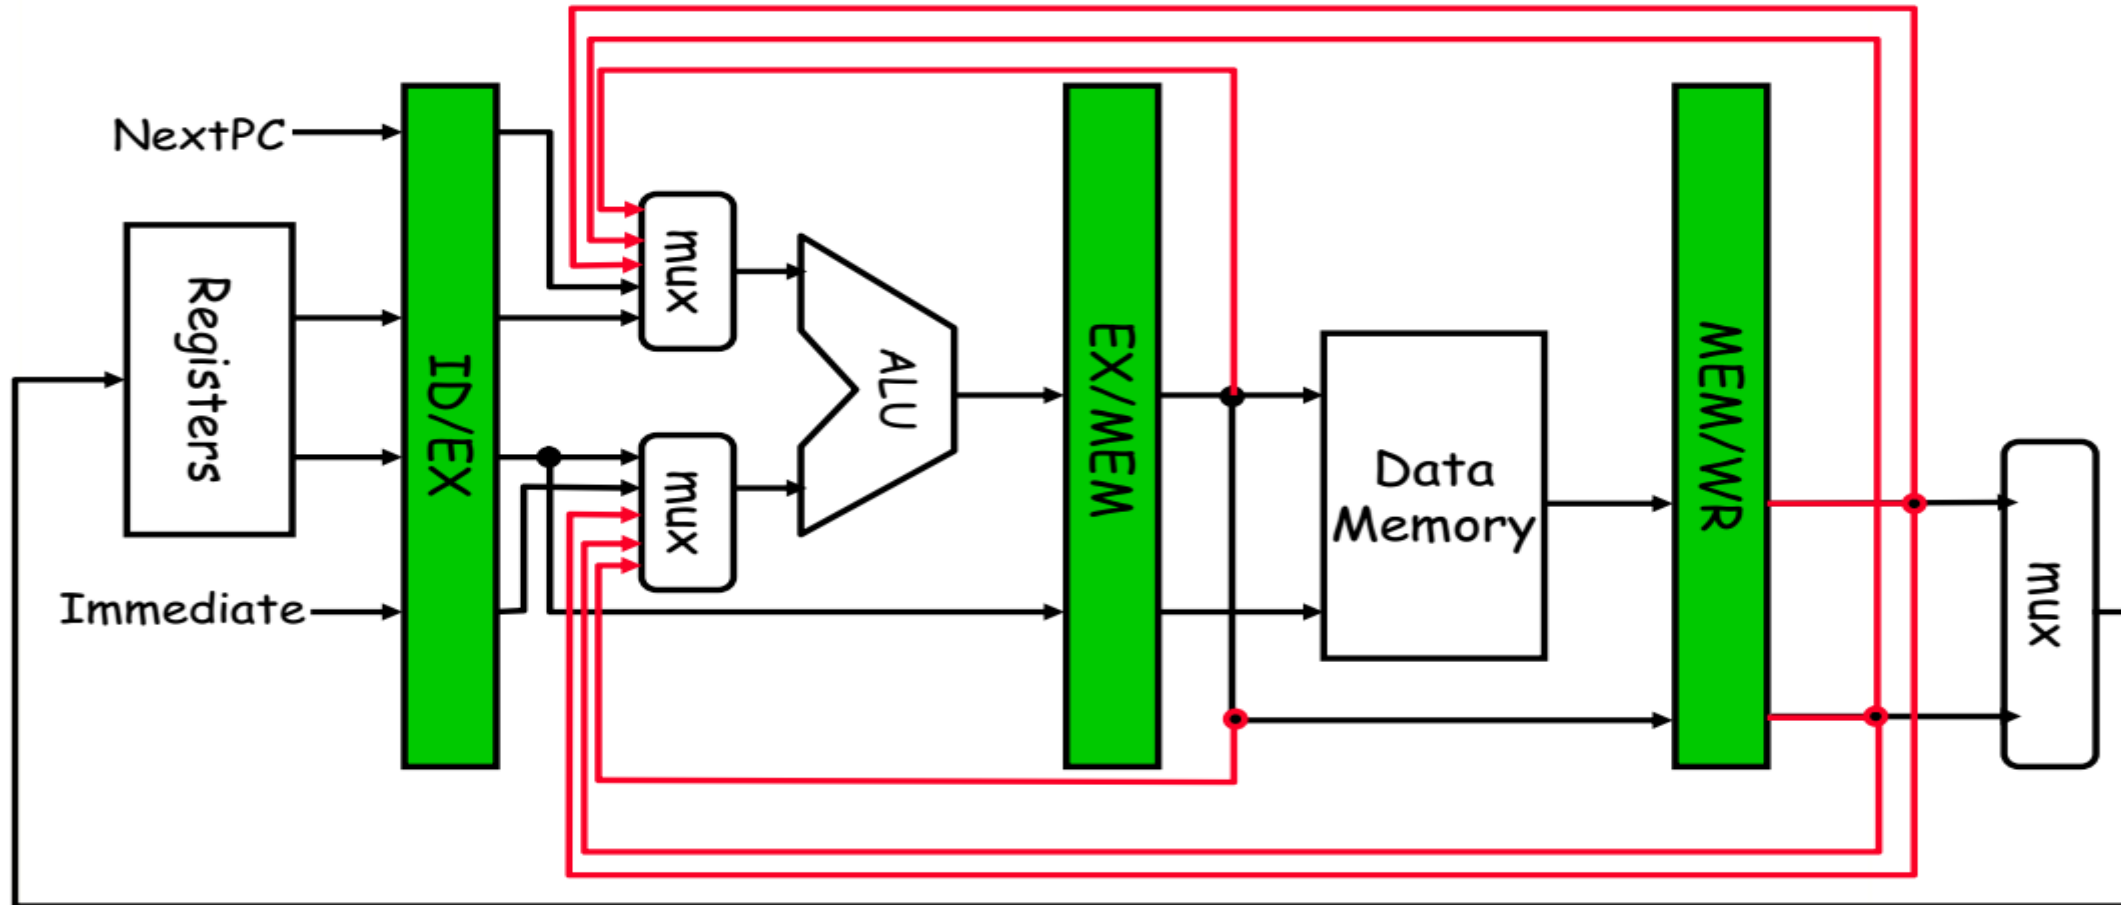 NextPC
Registers
Immediate
ID/EX
mux
mux
ALU
EX/MEM
Data
Memory
MEM/WR
mux